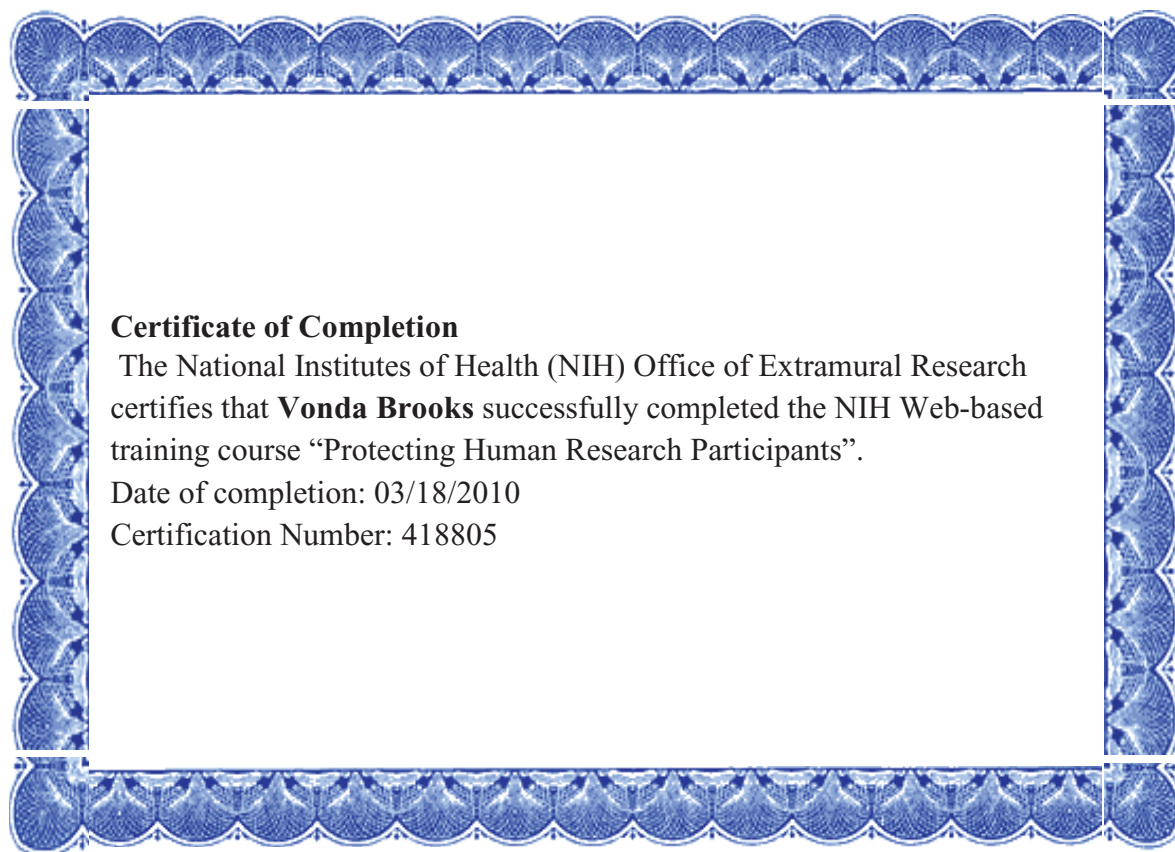 Certificate of Completion
The National Institutes of Health (NIH) Office of Extramural Research
certifies that Vonda Brooks successfully completed the NIH Web-based
training course “Protecting Human Research Participants”.
Date of completion: 03/18/2010
Certification Number: 418805